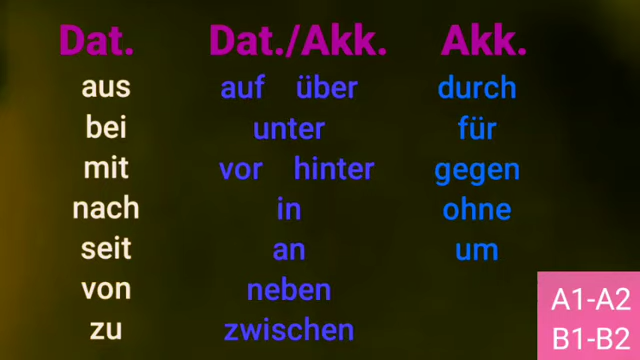 Dat. Dat./Akk. Akk.
aus auf über durch
bei unter für
mit vor hinter gegen
nach in ohne
seit an um
von neben
zu zwischen
A1-A2
B1-B2